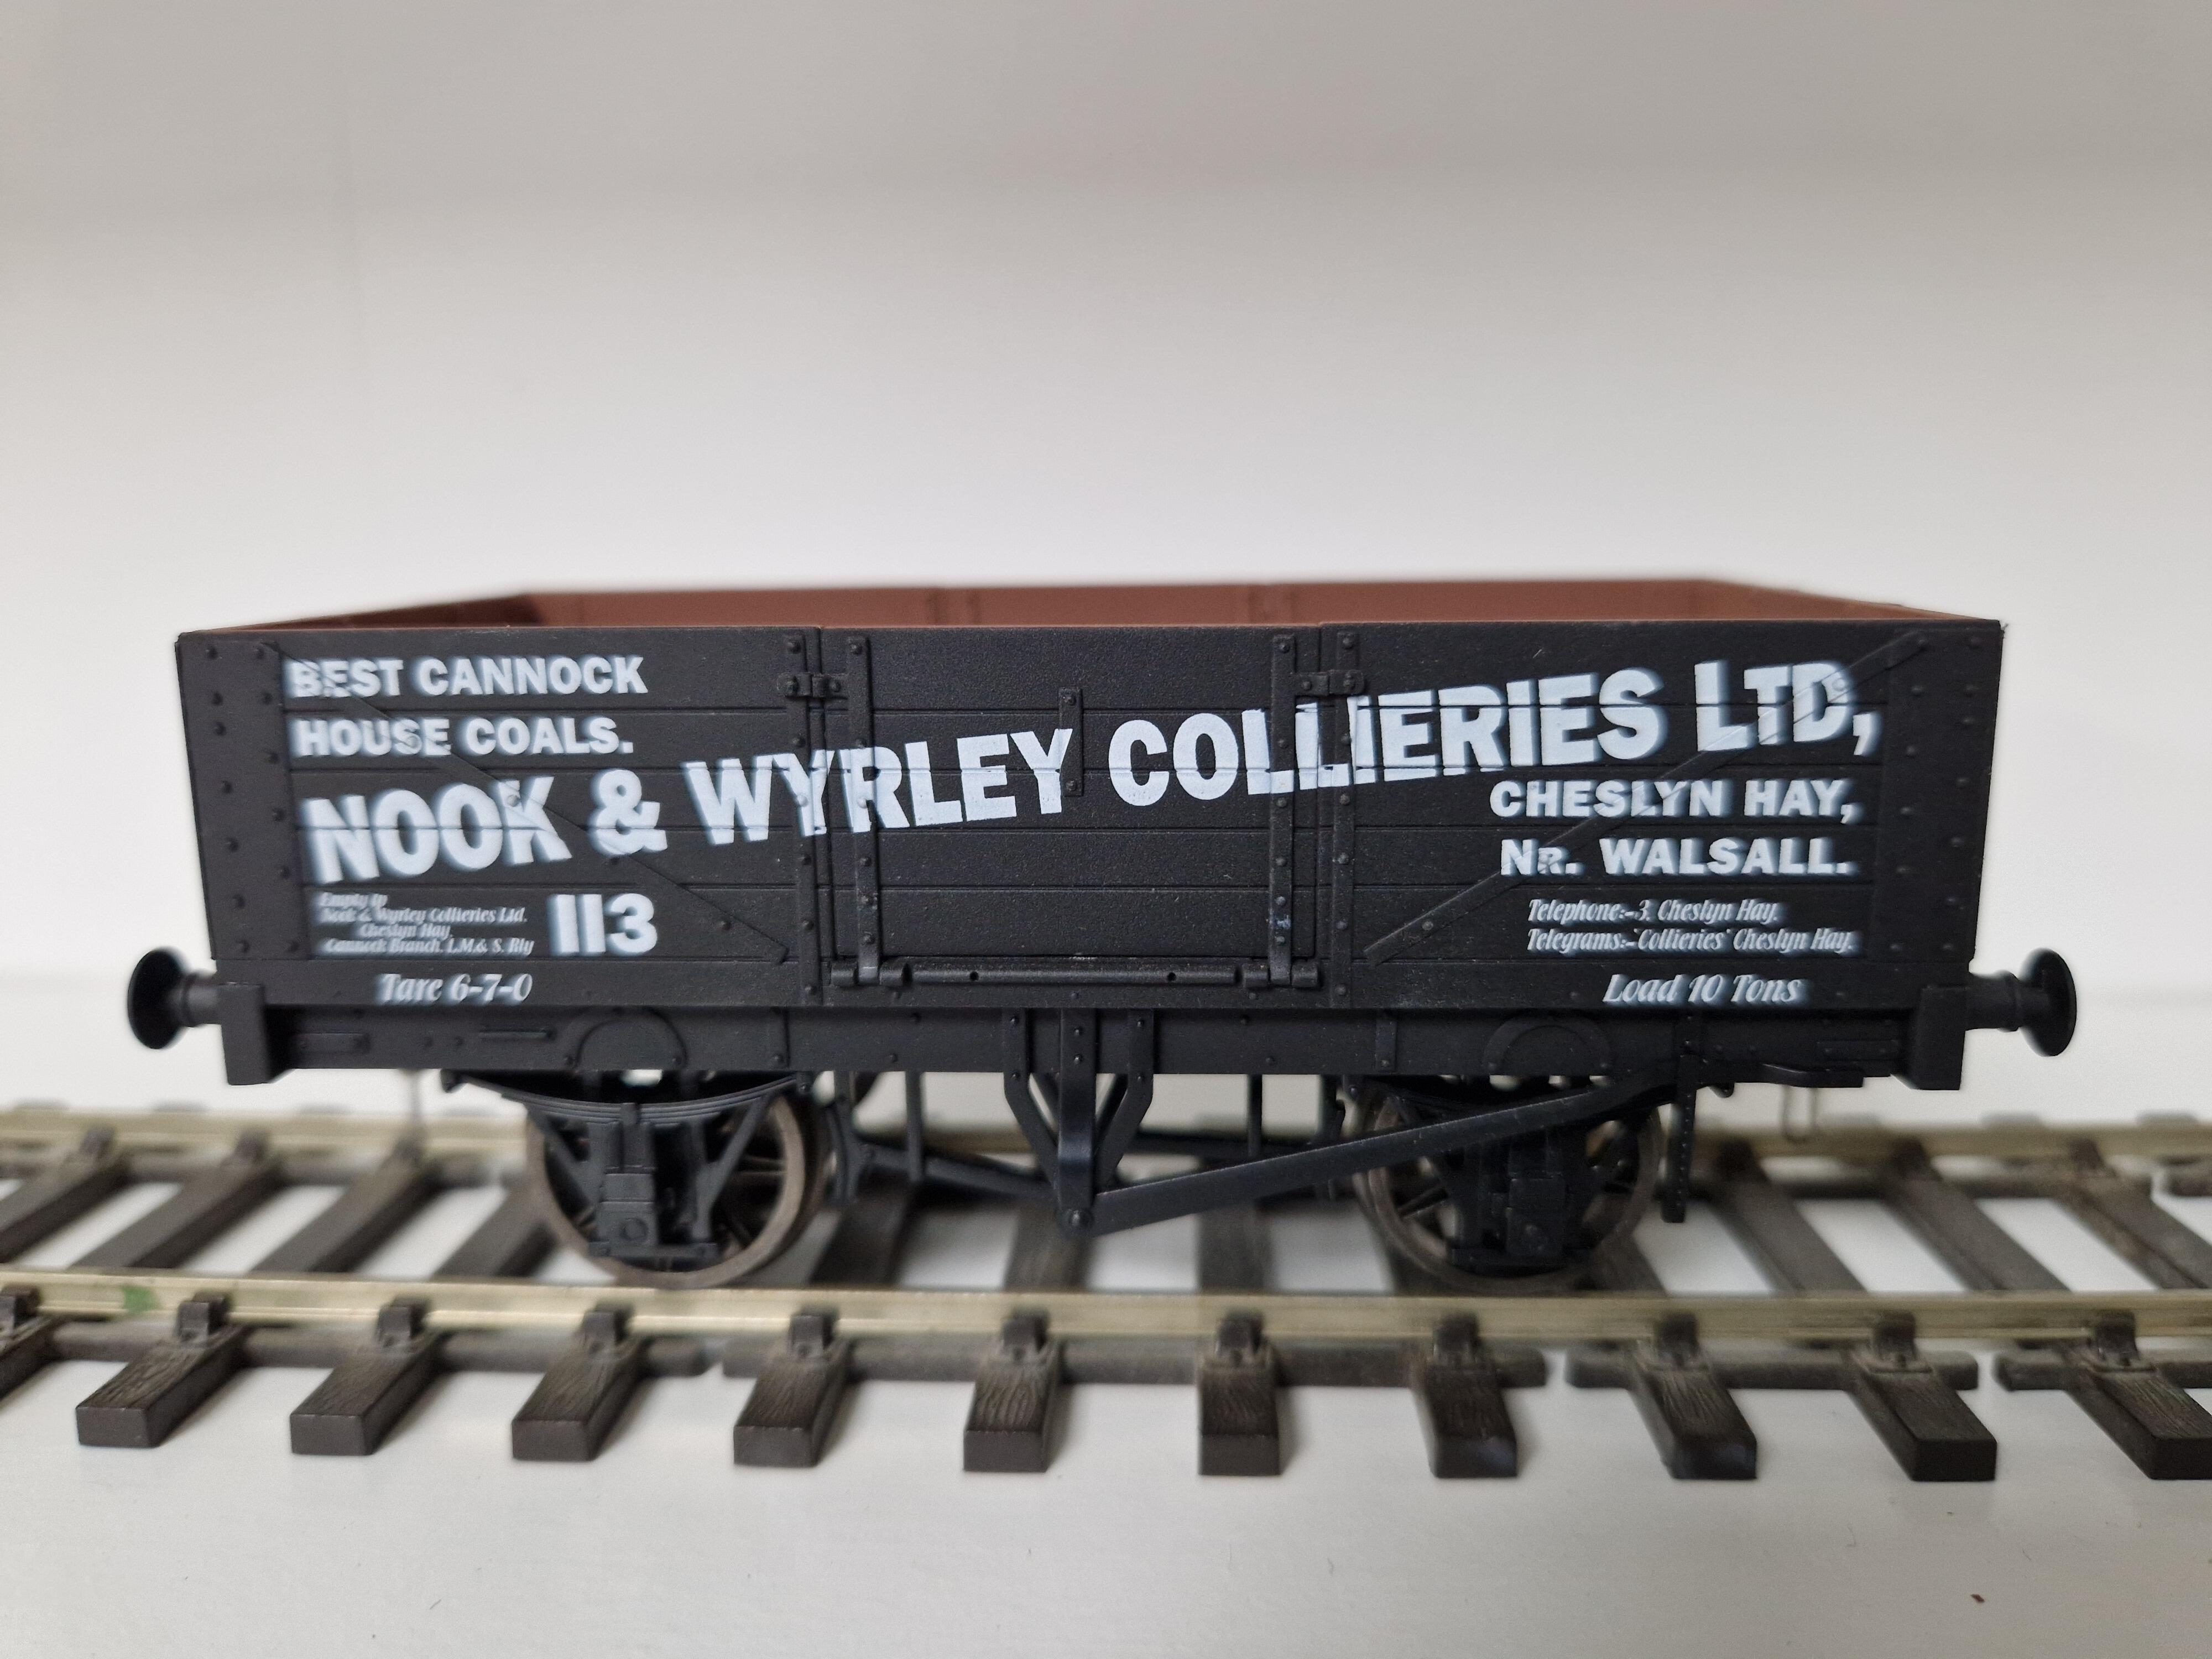 BEST CANNOCK
HOUSE COALS.
NOOK & WYRLEY COLLIERIES LTD,
CHESLYN HAY,
NR. WALSALL.
Empty to
Nook & Wyrley Collieries Ltd.
Cheslyn Hay
Cannock Branch. L.M.& S. Rly
113
Telephone:-3. Cheslyn Hay.
Telegrams:-"Collieries" Cheslyn Hay.
Tare 6-7-0
Load 10 Tons